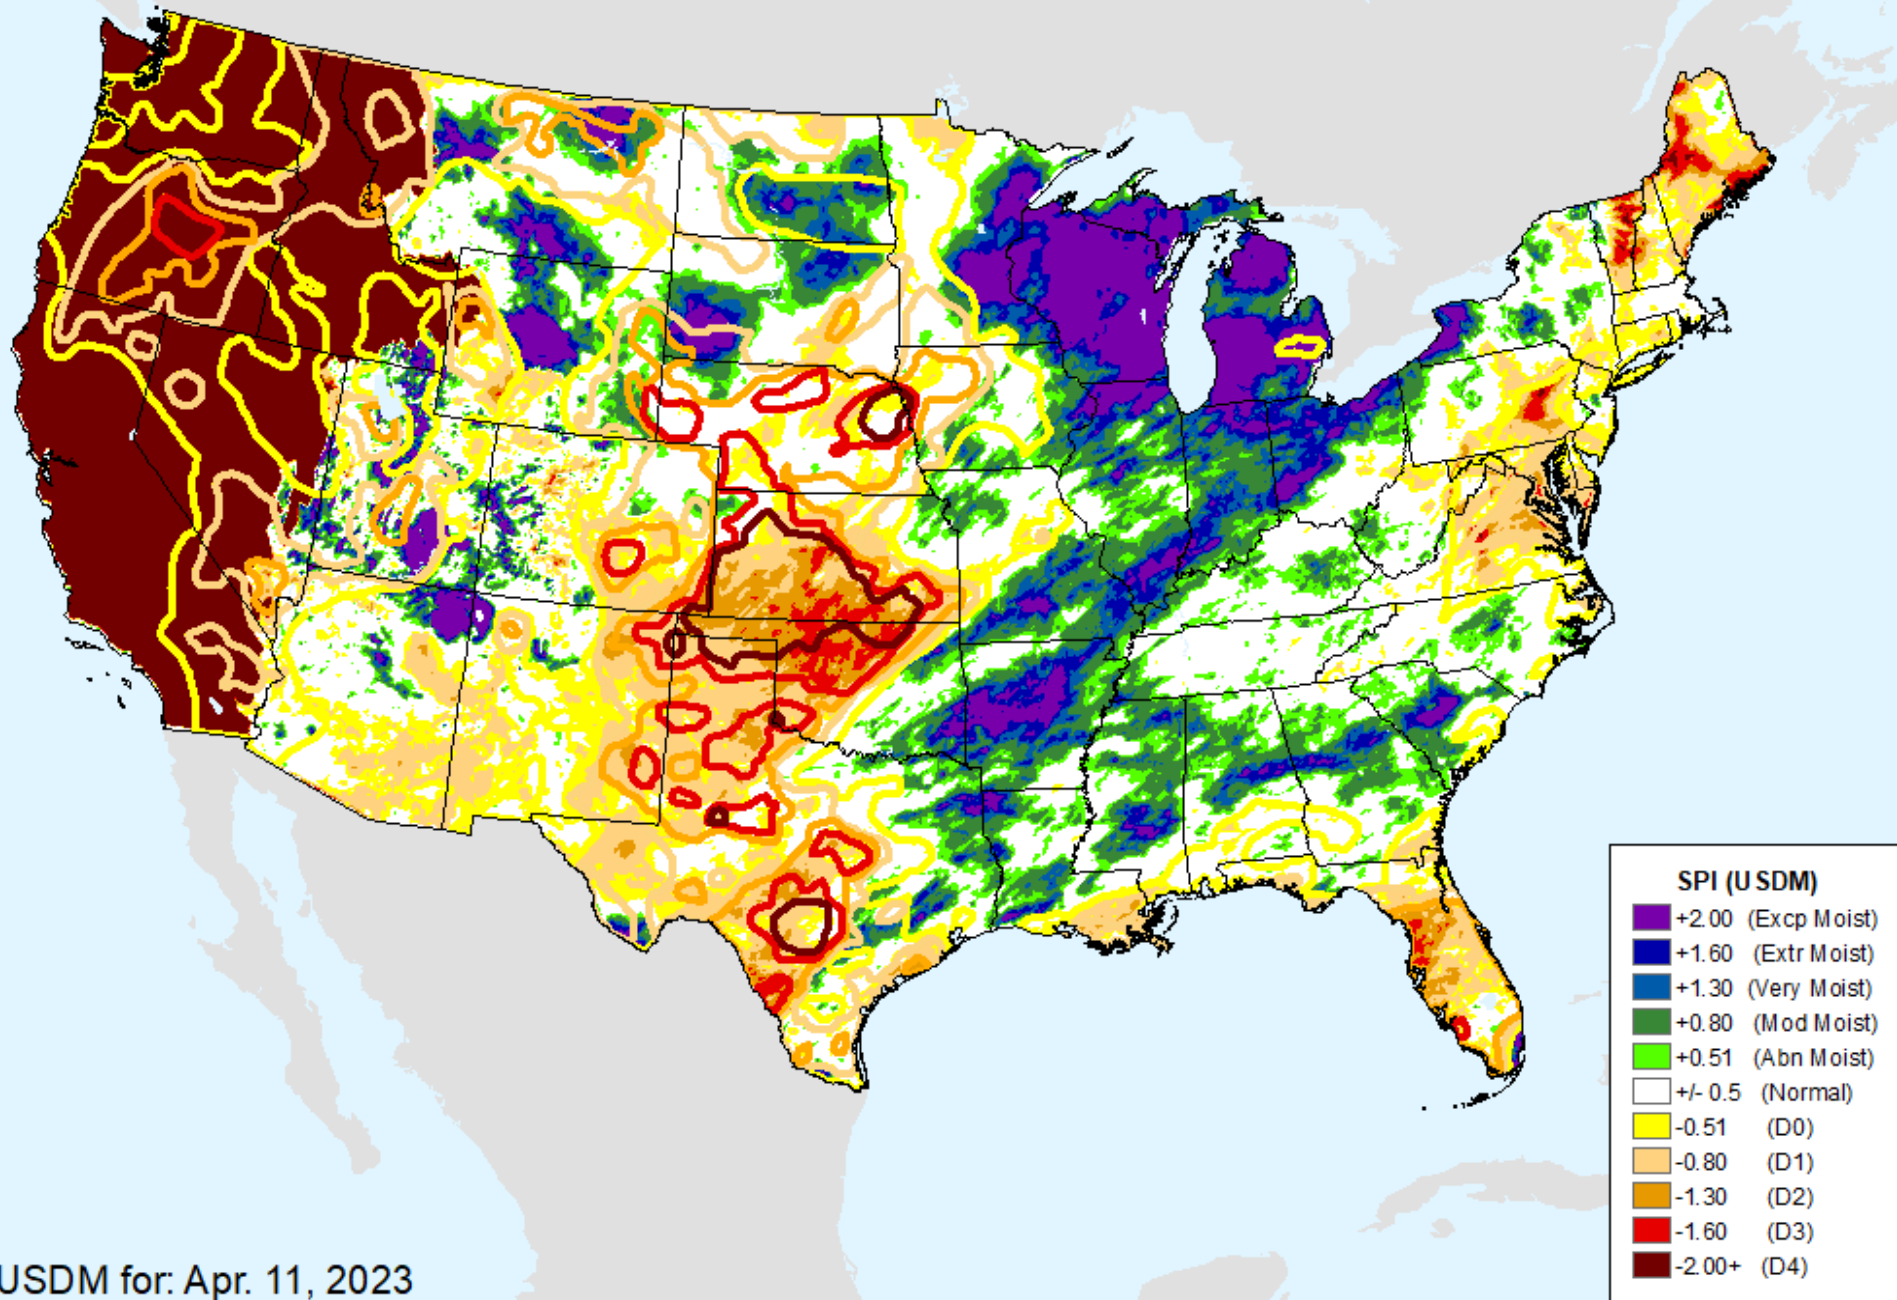 SPI (USDM)
+2.00 (Excp Moist)
+1.60 (Extr Moist)
+1.30 (Very Moist)
+0.80 (Mod Moist)
+0.51 (Abn Moist)
+/- 0.5 (Normal)
-0.51 (D0)
-0.80 (D1)
-1.30 (D2)
-1.60 (D3)
-2.00+ (D4)
USDM for: Apr. 11, 2023